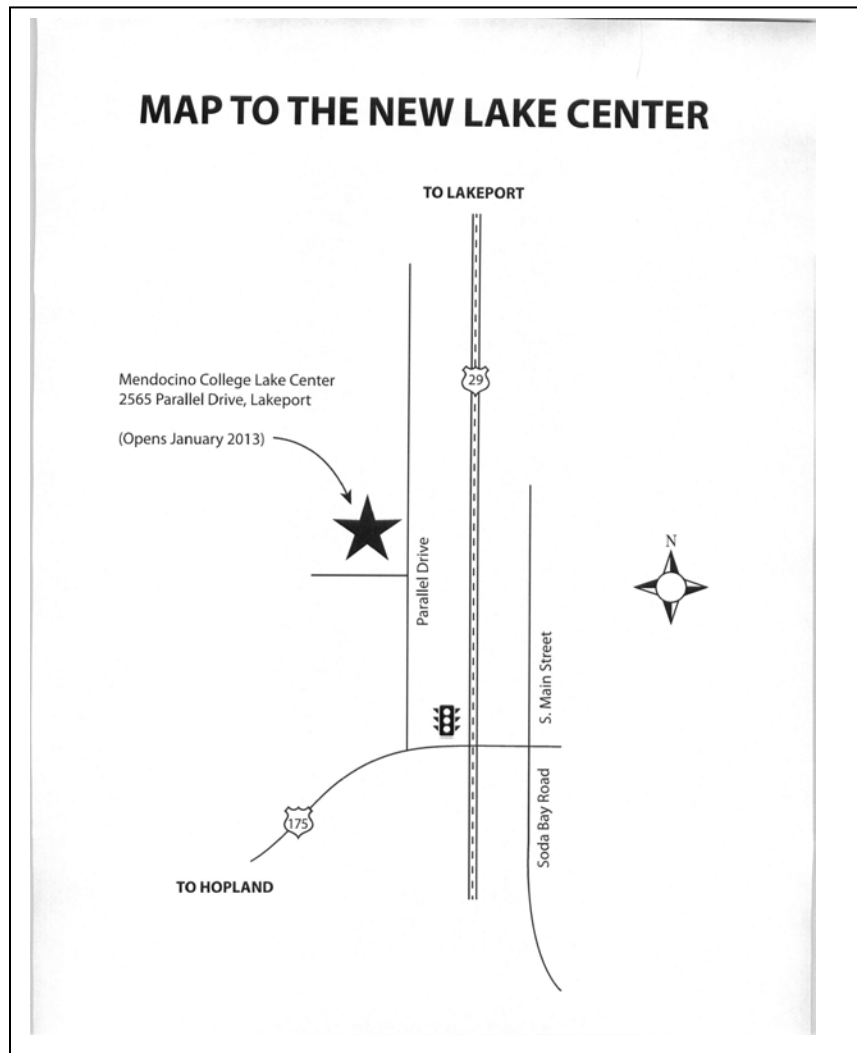 MAP TO THE NEW LAKE CENTER
TO LAKEPORT
29
Mendocino College Lake Center
2565 Parallel Drive, Lakeport
(Opens January 2013)
Parallel Drive
N
S. Main Street
Soda Bay Road
175
TO HOPLAND